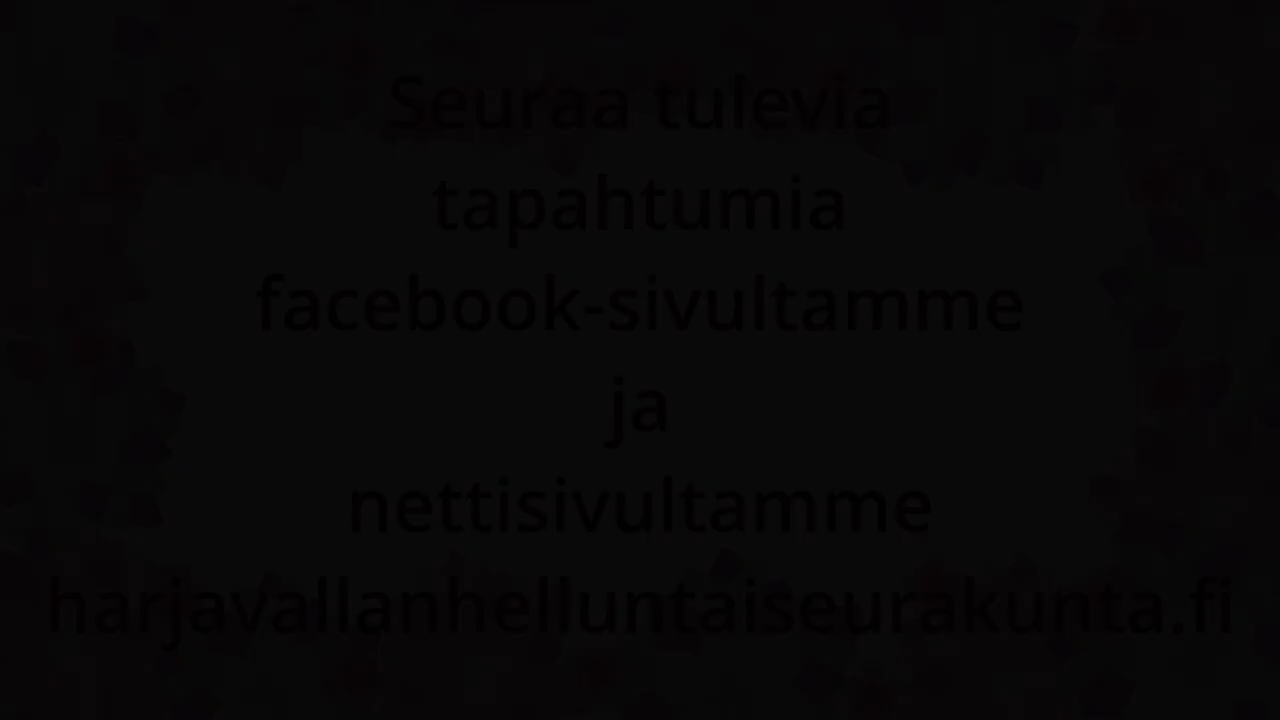 Seuraa tulevia
tapahtumia
facebook-sivultamme
ja
nettisivultamme
harjavallanhelluntaiseurakunta.fi